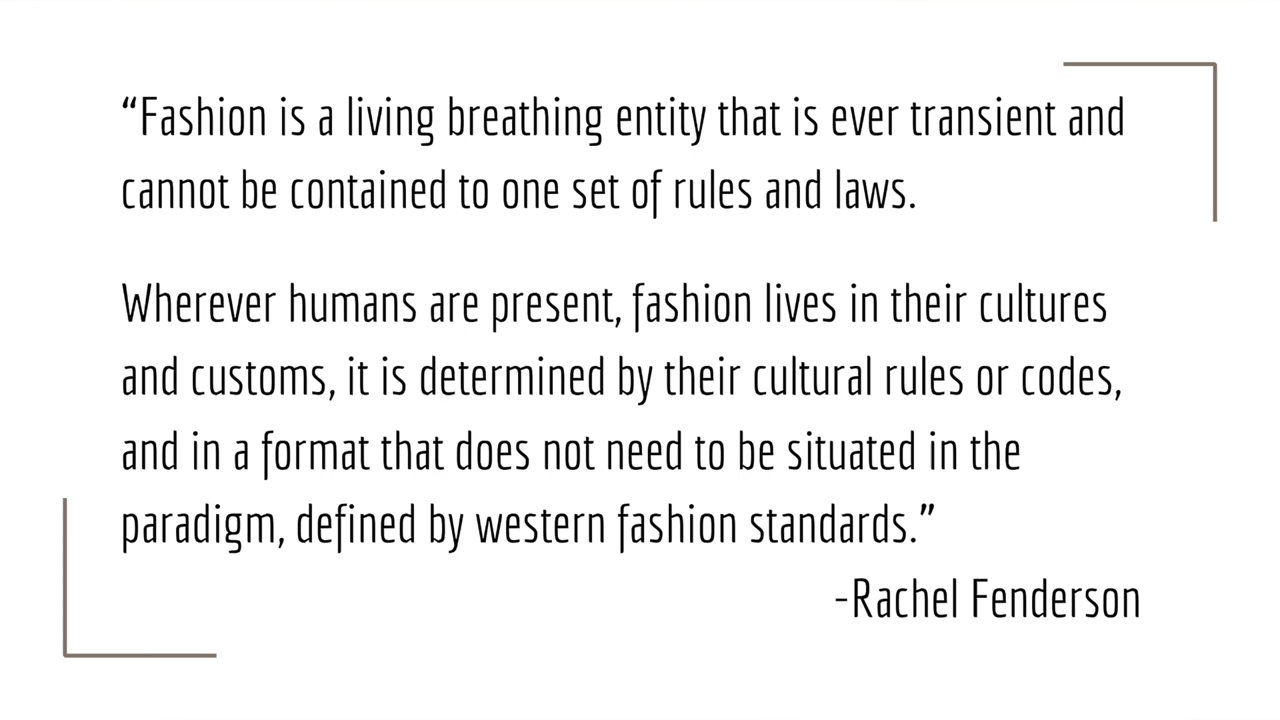 “Fashion is a living breathing entity that is ever transient and
cannot be contained to one set of rules and laws.
Wherever humans are present, fashion lives in their cultures
and customs, it is determined by their cultural rules or codes,
and in a format that does not need to be situated in the
paradigm, defined by western fashion standards.”
-Rachel Fenderson